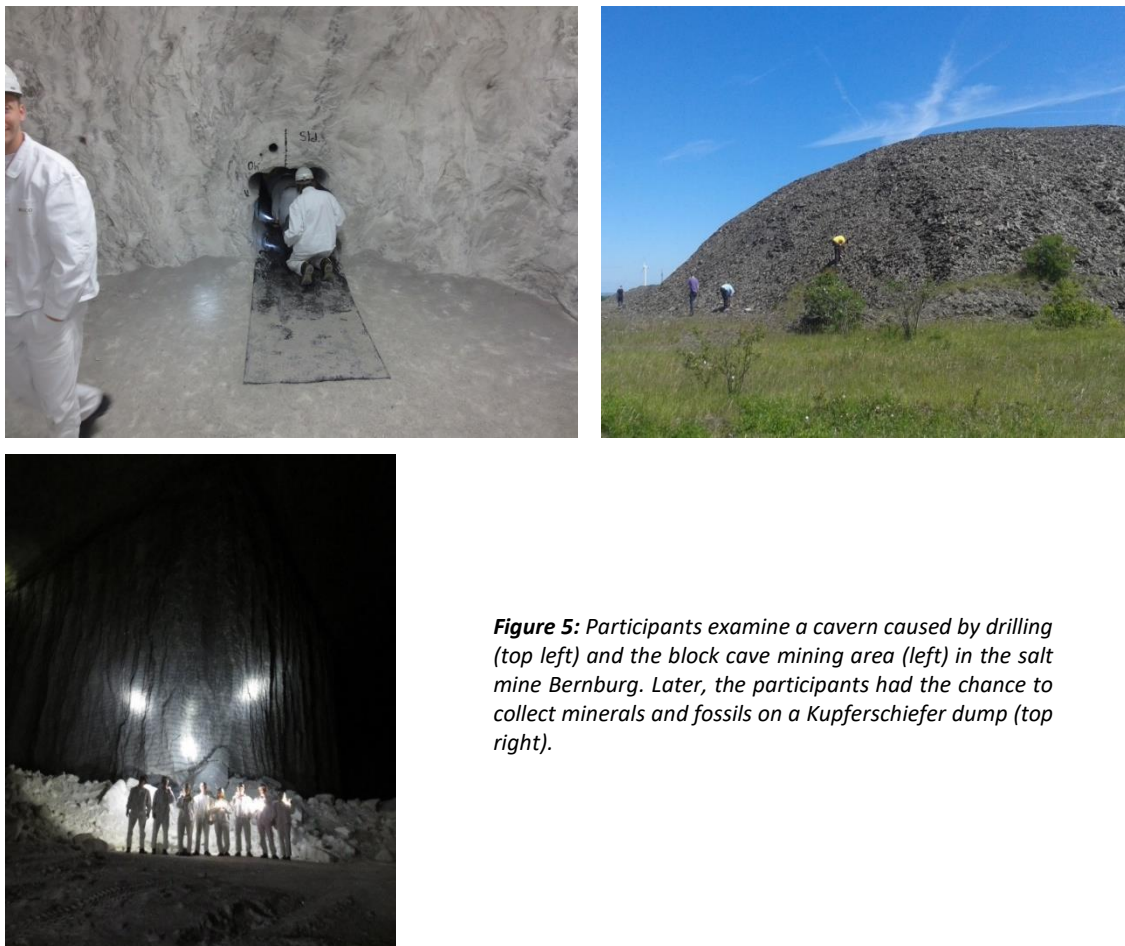 Figure 5: Participants examine a cavern caused by drilling
(top left) and the block cave mining area (left) in the salt
mine Bernburg. Later, the participants had the chance to
collect minerals and fossils on a Kupferschiefer dump (top
right).